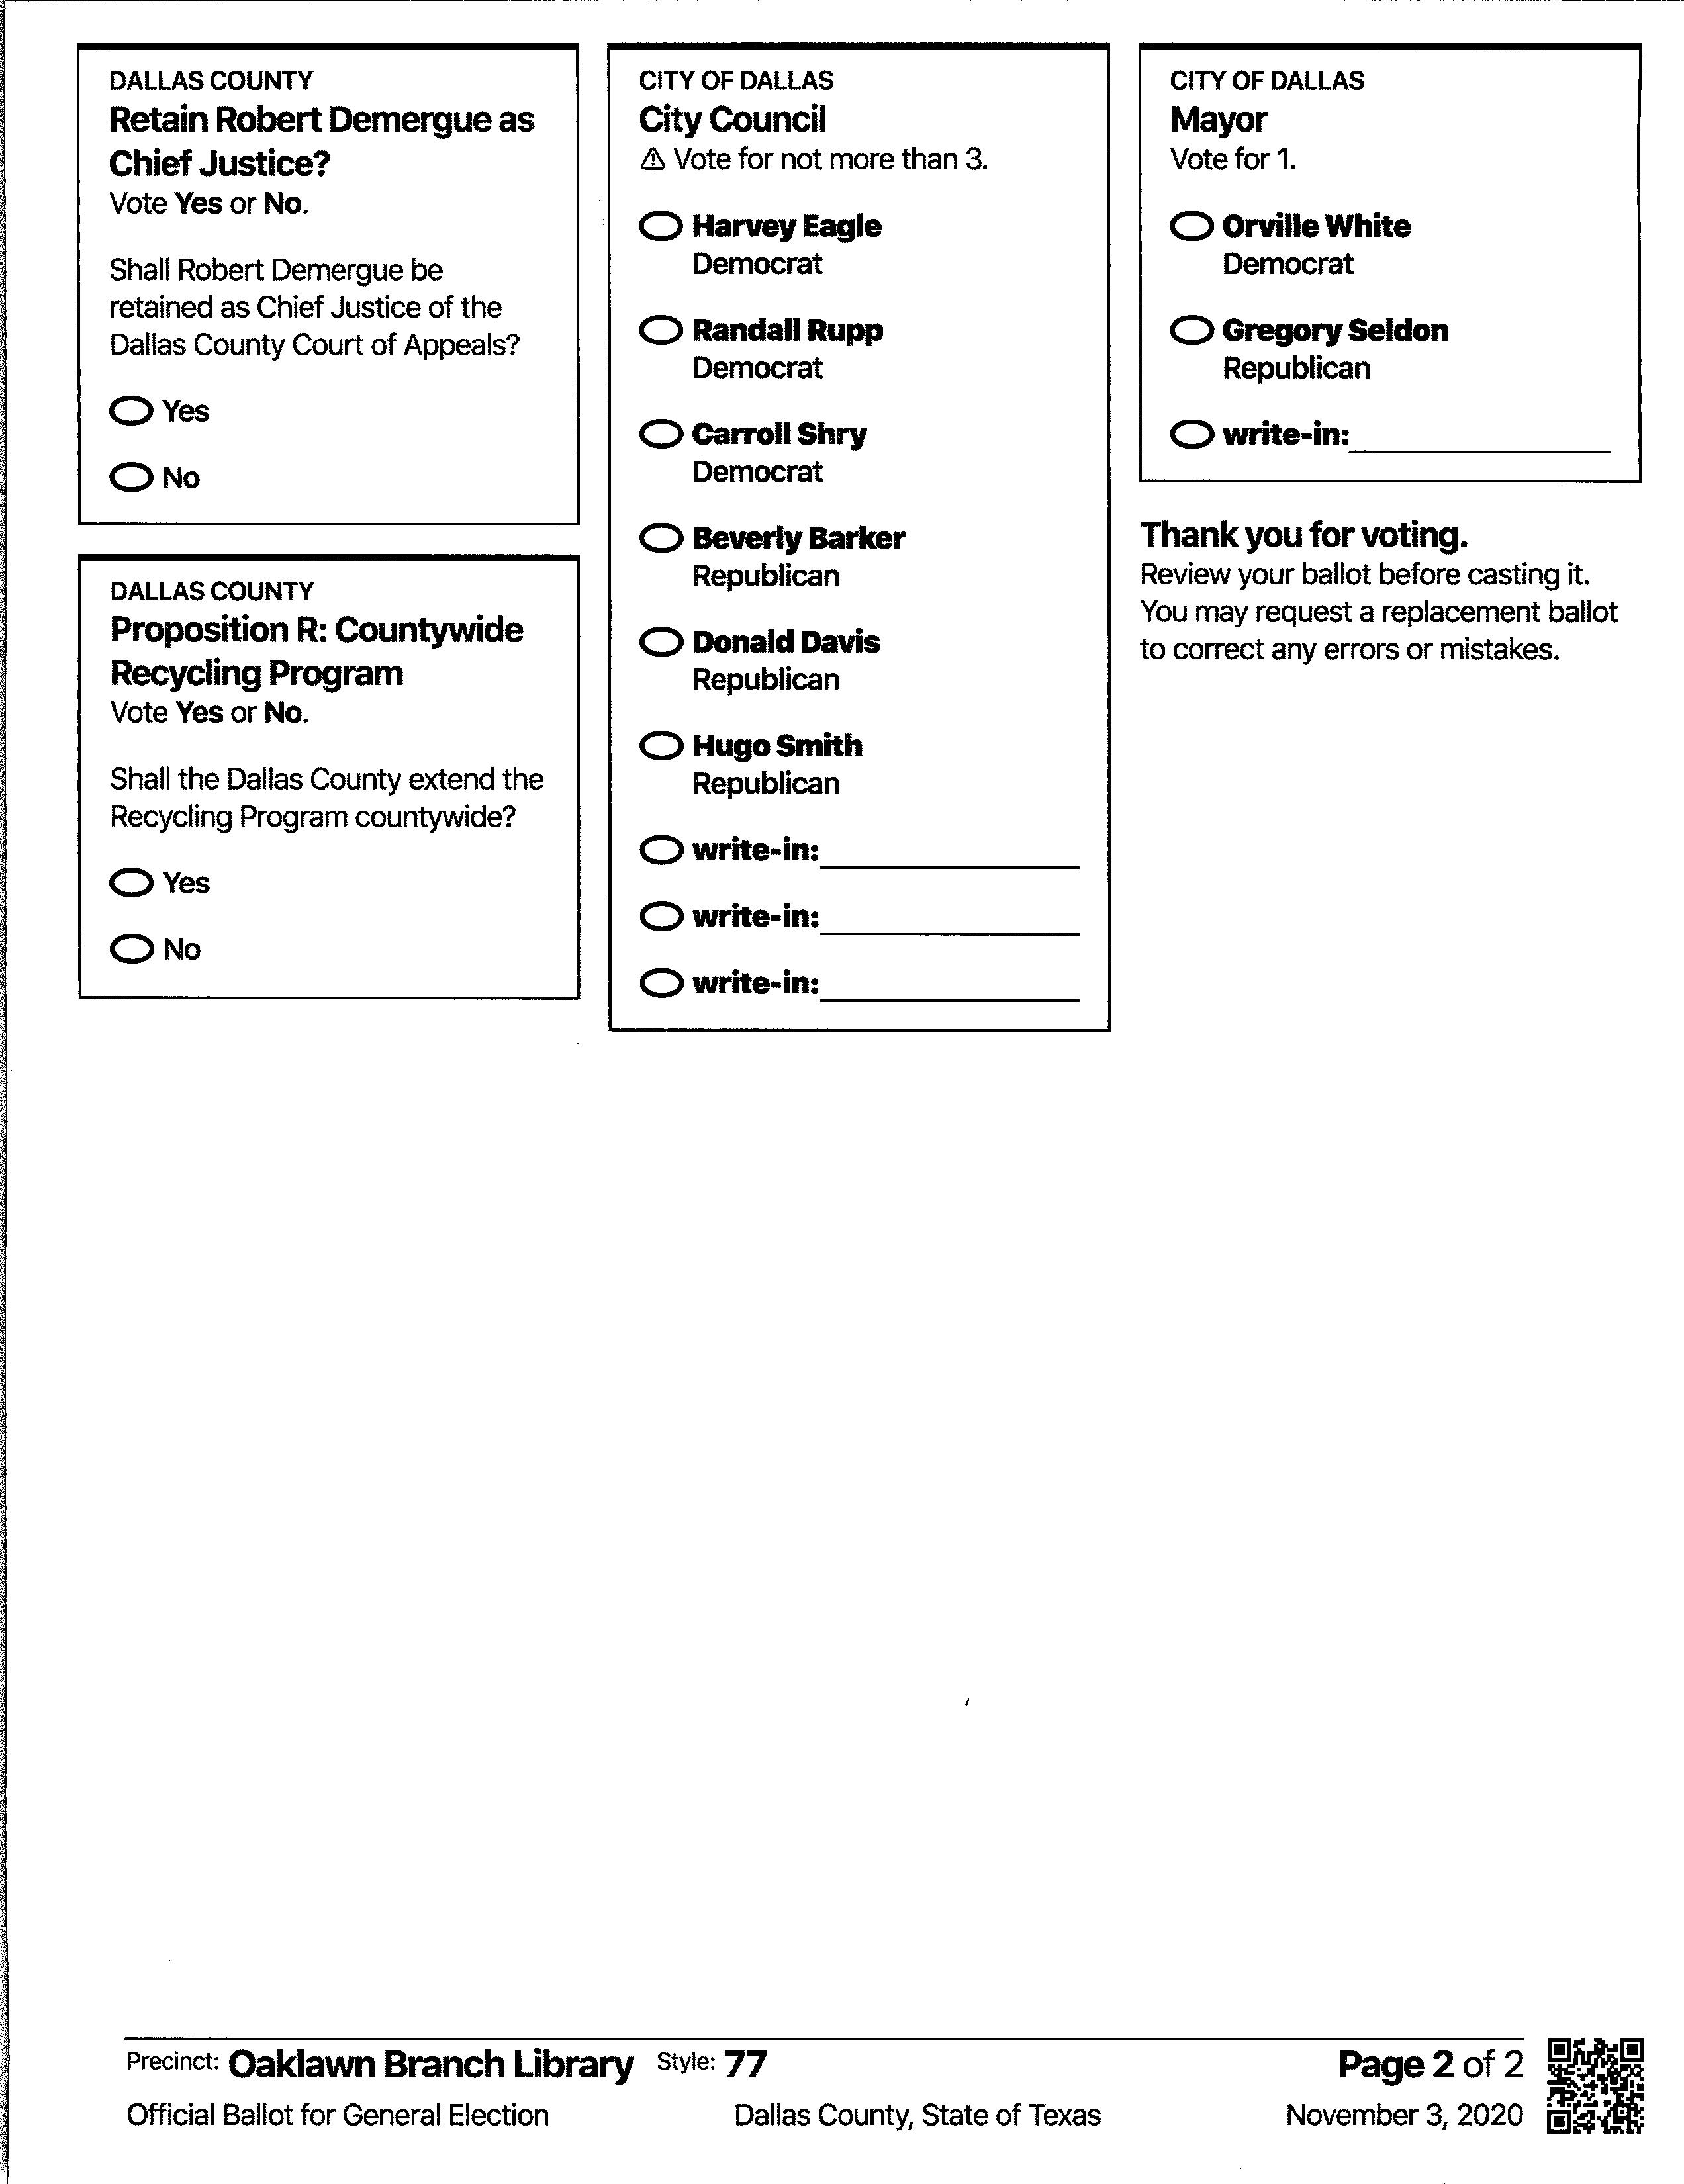 DALLAS COUNTY
Retain Robert Demergue as
Chief Justice?
Vote Yes or No.
Shall Robert Demergue be
retained as Chief Justice of the
Dallas County Court of Appeals?
Yes
No
DALLAS COUNTY
Proposition R: Countywide
Recycling Program
Vote Yes or No.
Shall the Dallas County extend the
Recycling Program countywide?
Yes
No
CITY OF DALLAS
City Council
⚠ Vote for not more than 3.
Harvey Eagle
Democrat
Randall Rupp
Democrat
Carroll Shry
Democrat
Beverly Barker
Republican
Donald Davis
Republican
Hugo Smith
Republican
write-in:
write-in:
write-in:
CITY OF DALLAS
Mayor
Vote for 1.
Orville White
Democrat
Gregory Seldon
Republican
write-in:
Thank you for voting.
Review your ballot before casting it.
You may request a replacement ballot
to correct any errors or mistakes.
Precinct: Oaklawn Branch Library Style: 77 Page 2 of 2
Official Ballot for General Election Dallas County, State of Texas November 3, 2020